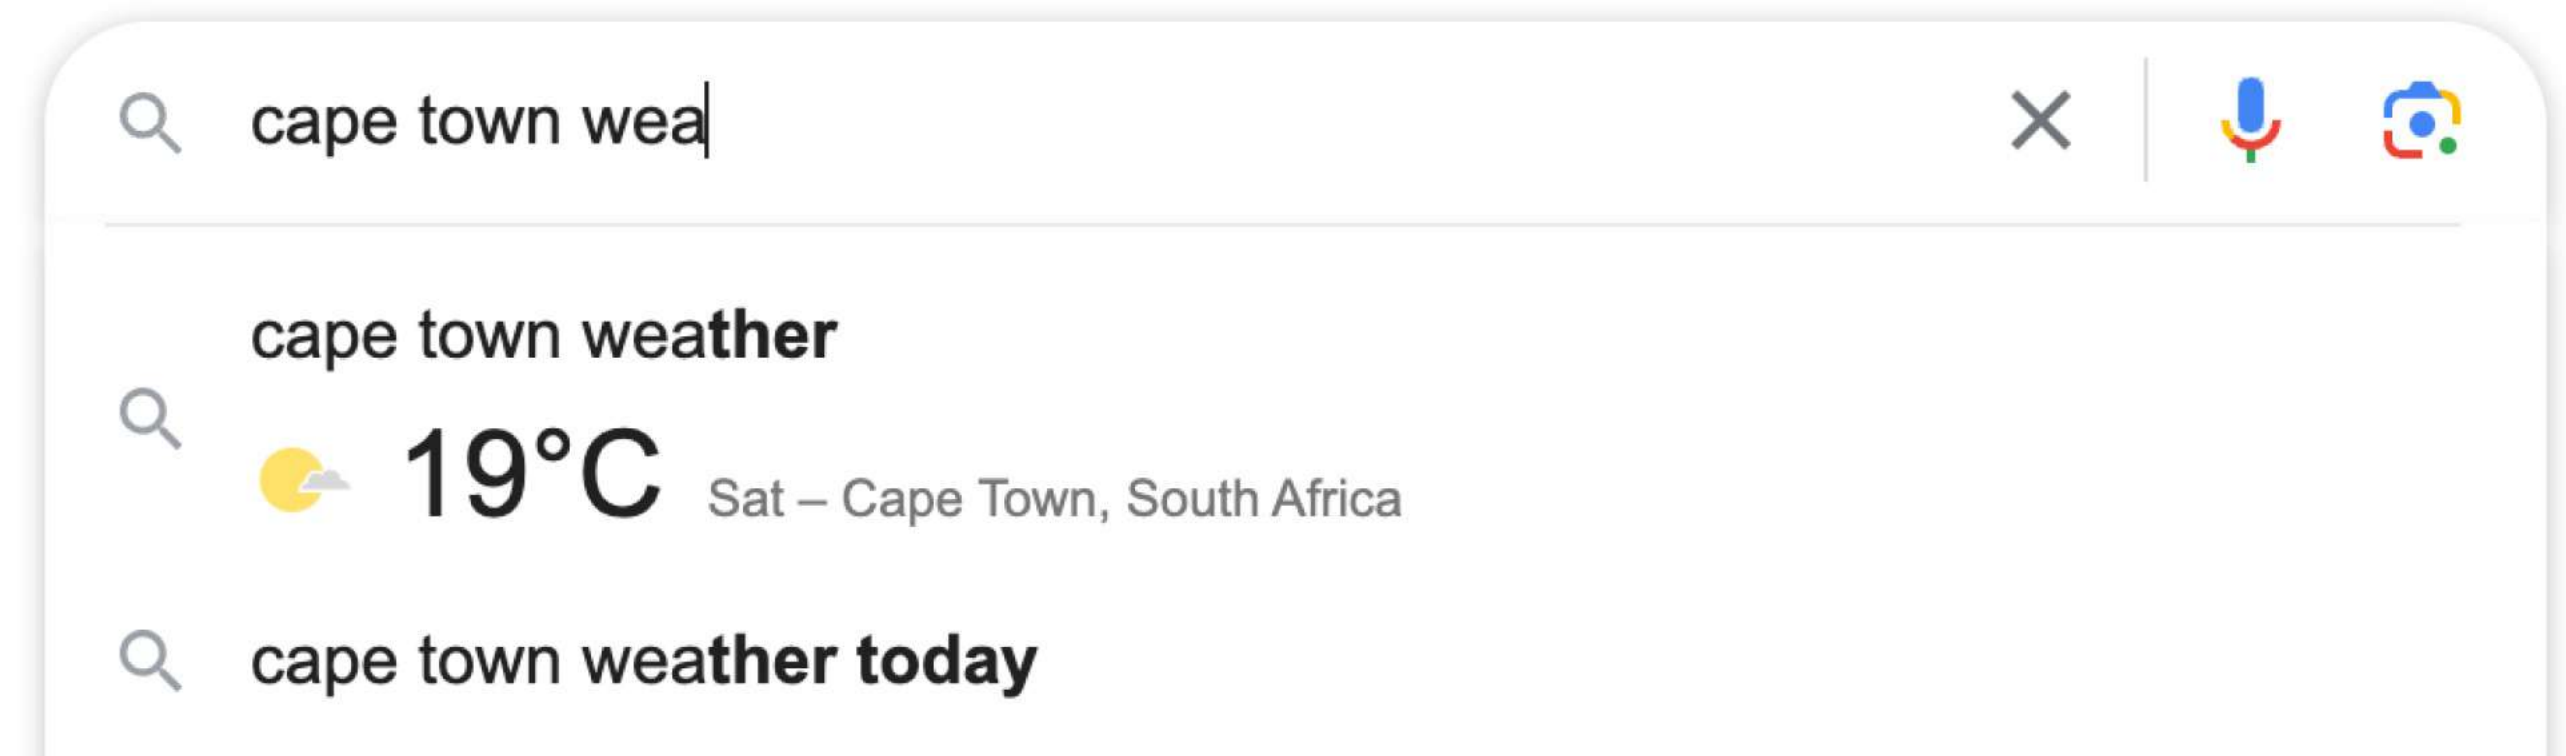 cape town wea
cape town weather
19°C Sat – Cape Town, South Africa
cape town weather today